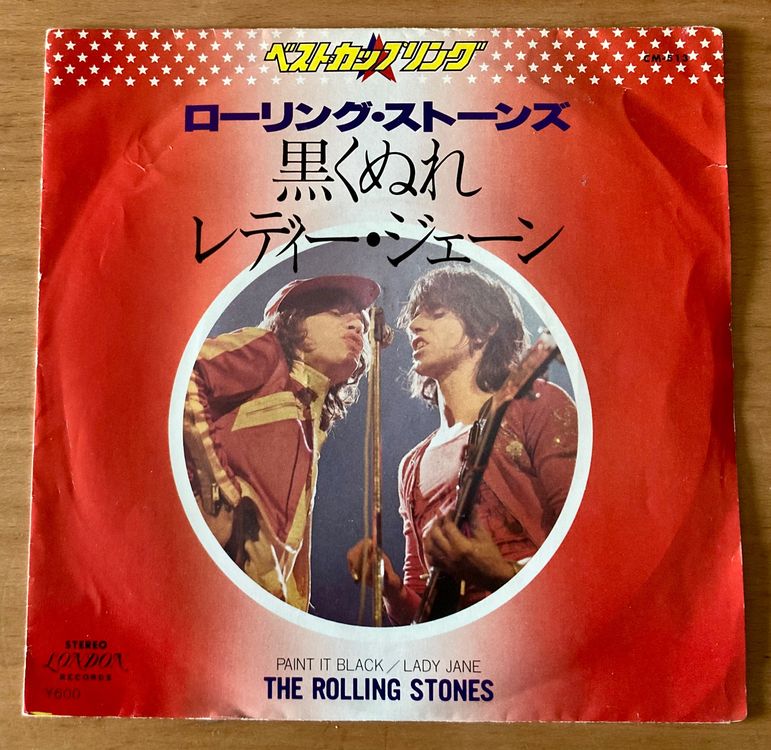 ベスト・カップリング
CM-513
ローリング・ストーンズ
黒くぬれ
レディー・ジェーン
PAINT IT BLACK／LADY JANE
THE ROLLING STONES
STEREO
LONDON
RECORDS
¥600